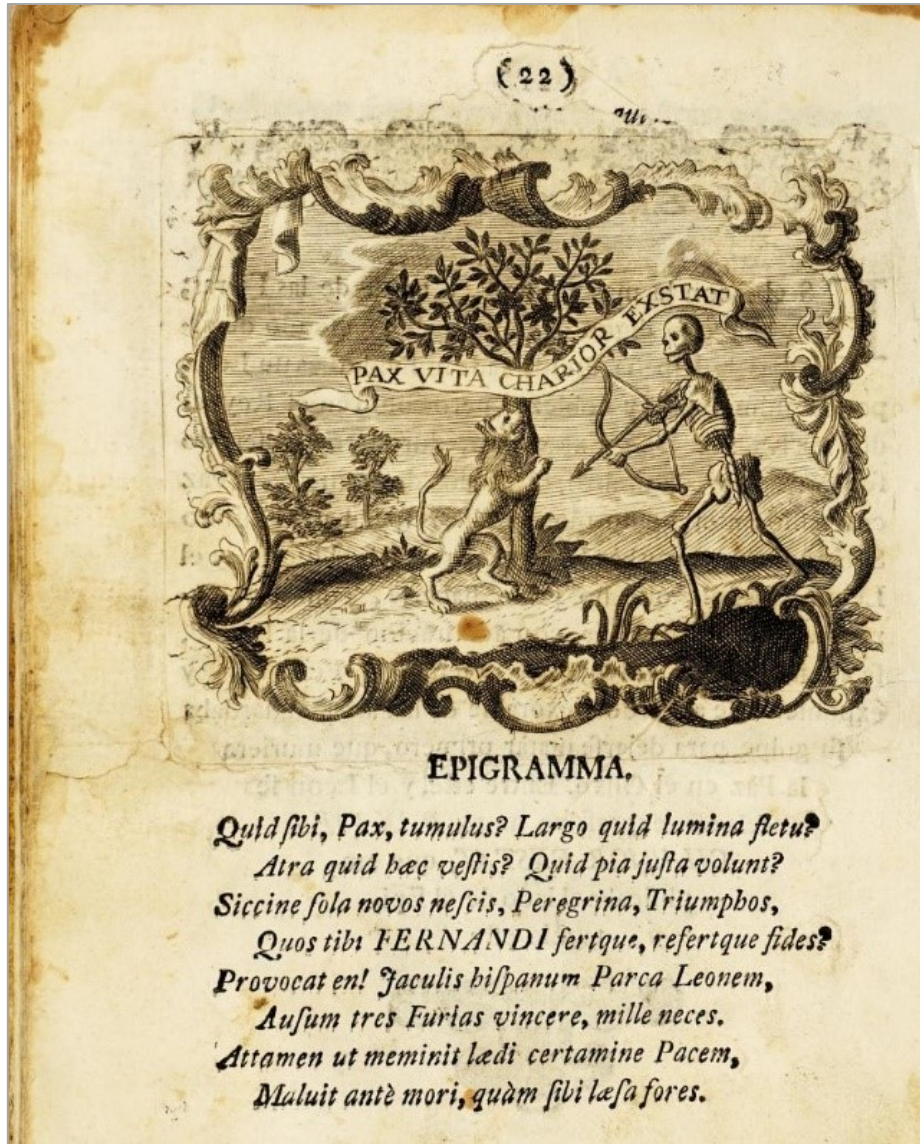 (22)
PAX VITA CHARIOR EXSTAT
EPIGRAMMA.
Quid ſibi, Pax, tumulus? Largo quid lumina fletu?
Atra quid hæc veſtis? Quid pia juſta volunt?
Siccine ſola novos neſcis, Peregrina, Triumphos,
Quos tibi FERNANDI fertque, refertque fides?
Provocat en! Jaculis hiſpanum Parca Leonem,
Auſum tres Furias vincere, mille neces.
Attamen ut meminit lædi certamine Pacem,
Maluit antè mori, quàm ſibi læſa fores.